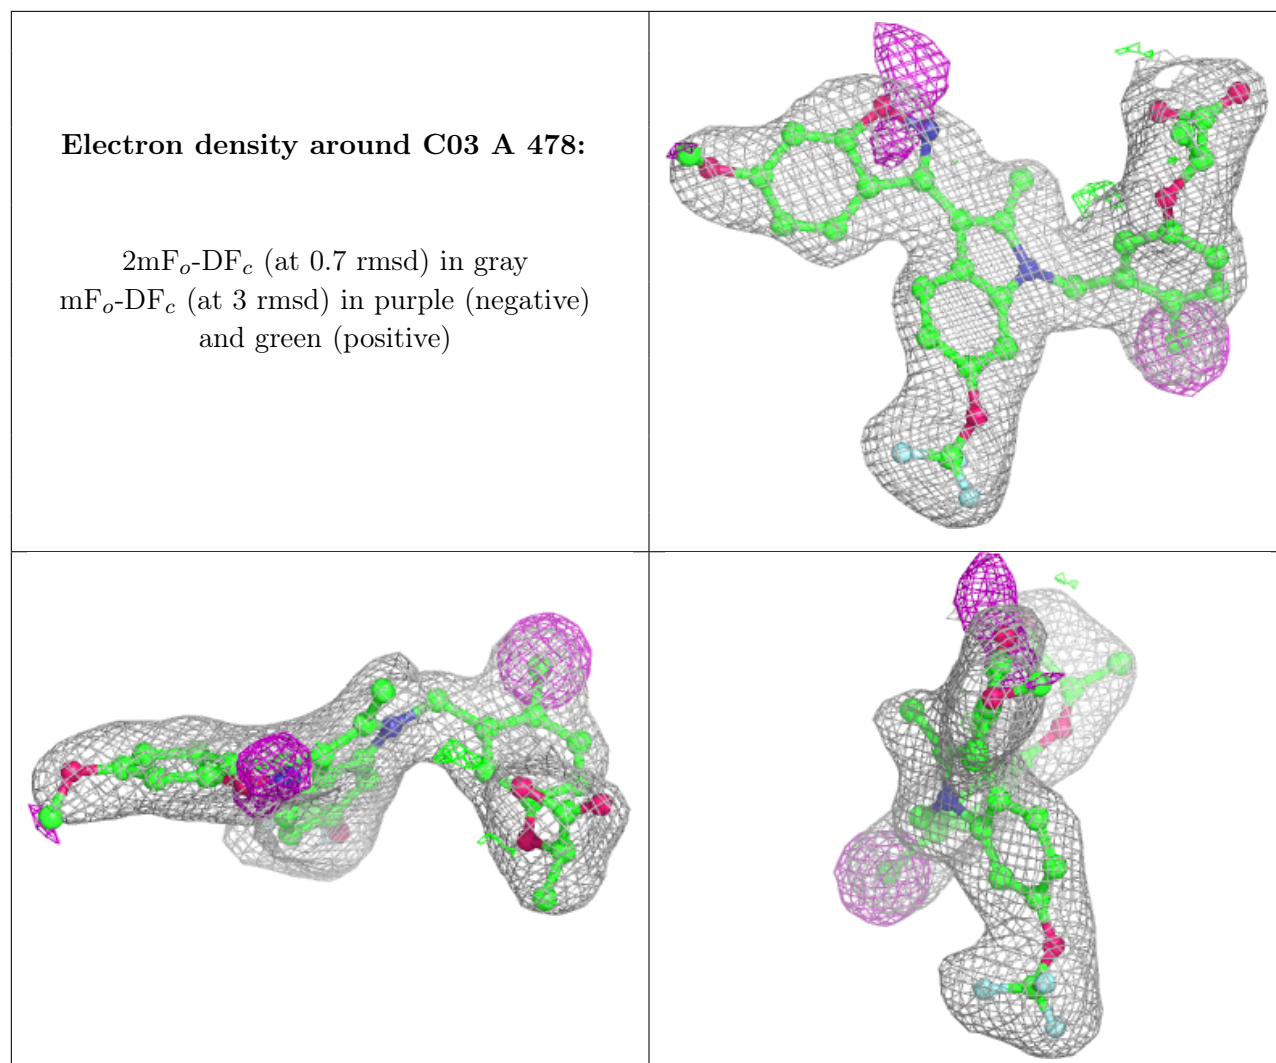 Electron density around C03 A 478:
2mFo-DFc (at 0.7 rmsd) in gray
mFo-DFc (at 3 rmsd) in purple (negative)
and green (positive)